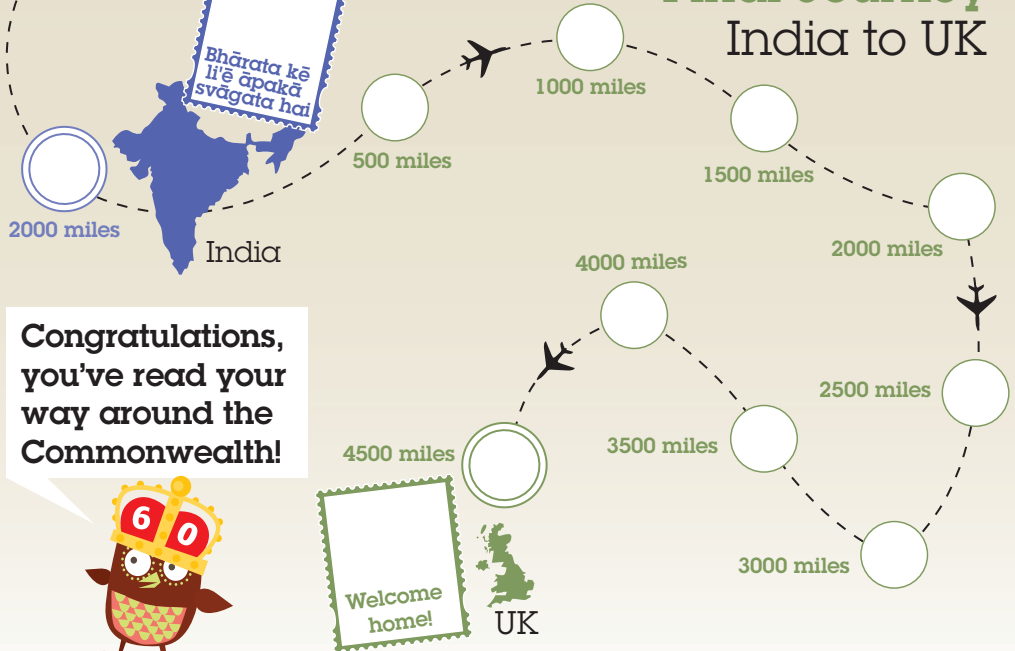 India to UK
Bhārata kē
li'ē āpakā
svāgata hai
1000 miles
500 miles
1500 miles
2000 miles
India
2000 miles
4000 miles
Congratulations,
you've read your
way around the
Commonwealth!
2500 miles
4500 miles
3500 miles
60
3000 miles
Welcome
home!
UK